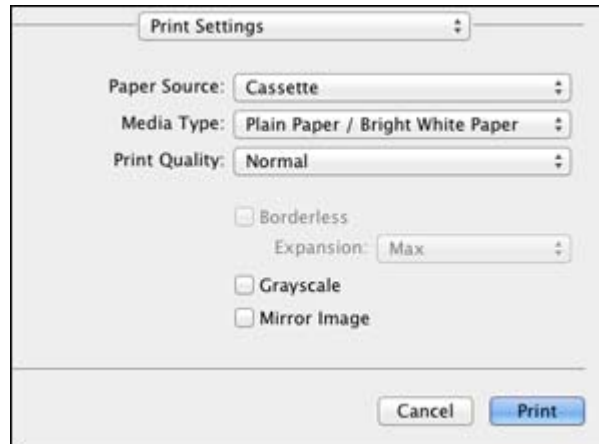 Print Settings
Paper Source: Cassette
Media Type: Plain Paper / Bright White Paper
Print Quality: Normal
Borderless
Expansion: Max
Grayscale
Mirror Image
Cancel Print